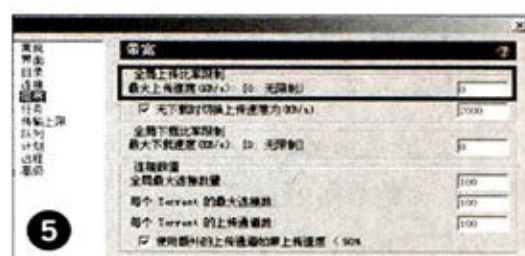 常规
界面
目录
连接
带宽
任务
传输上限
队列
计划
远程
高级
带宽
全局上传比率限制
最大上传速度(KB/s): [0: 无限制]
0
无下载时切换上传速度为(KB/s)
2000
全局下载比率限制
最大下载速度(KB/s): [0: 无限制]
0
连接数量
全局最大连接数量
100
每个 Torrent 的最大连接数
100
每个 Torrent 的上传通道数
100
使用额外的上传通道如果上传速度 < 90%
5